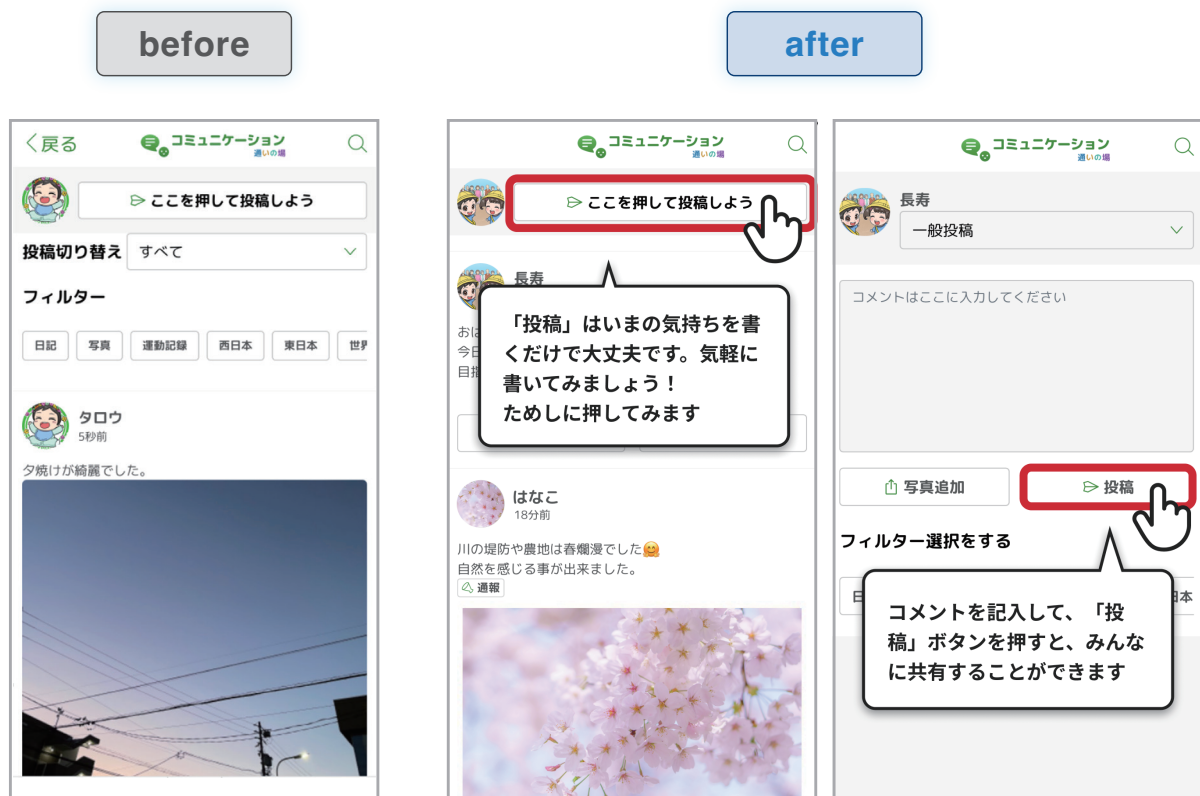 before
after
戻る
コミュニケーション
通いの場
ここを押して投稿しよう
投稿切り替え
すべて
フィルター
日記
写真
運動記録
西日本
東日本
タロウ
5秒前
夕焼けが綺麗でした。
コミュニケーション
通いの場
ここを押して投稿しよう
長寿
「投稿」はいまの気持ちを書
くだけで大丈夫です。気軽に
書いてみましょう！
ためしに押してみます
はなこ
18分前
川の堤防や農地は春爛漫でした🤗
自然を感じる事が出来ました。
通報
コミュニケーション
通いの場
長寿
一般投稿
コメントはここに入力してください
写真追加
投稿
フィルター選択をする
コメントを記入して、「投
稿」ボタンを押すと、みんな
に共有することができます